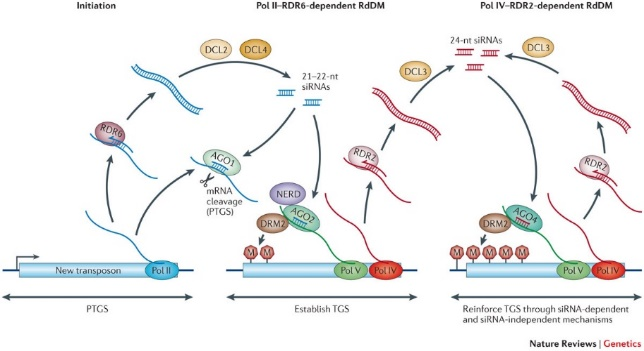 Initiation
Pol II–RDR6-dependent RdDM
Pol IV–RDR2-dependent RdDM
DCL2
DCL4
21–22-nt
siRNAs
RDR6
AGO1
mRNA
cleavage
(PTGS)
New transposon
Pol II
PTGS
NERD
AGO2
DRM2
M
M
Pol V
Pol IV
RDR2
DCL3
Establish TGS
24-nt siRNAs
DCL3
RDR2
AGO4
DRM2
M
M
M
M
M
Pol V
Pol IV
Reinforce TGS through siRNA-dependent
and siRNA-independent mechanisms
Nature Reviews | Genetics